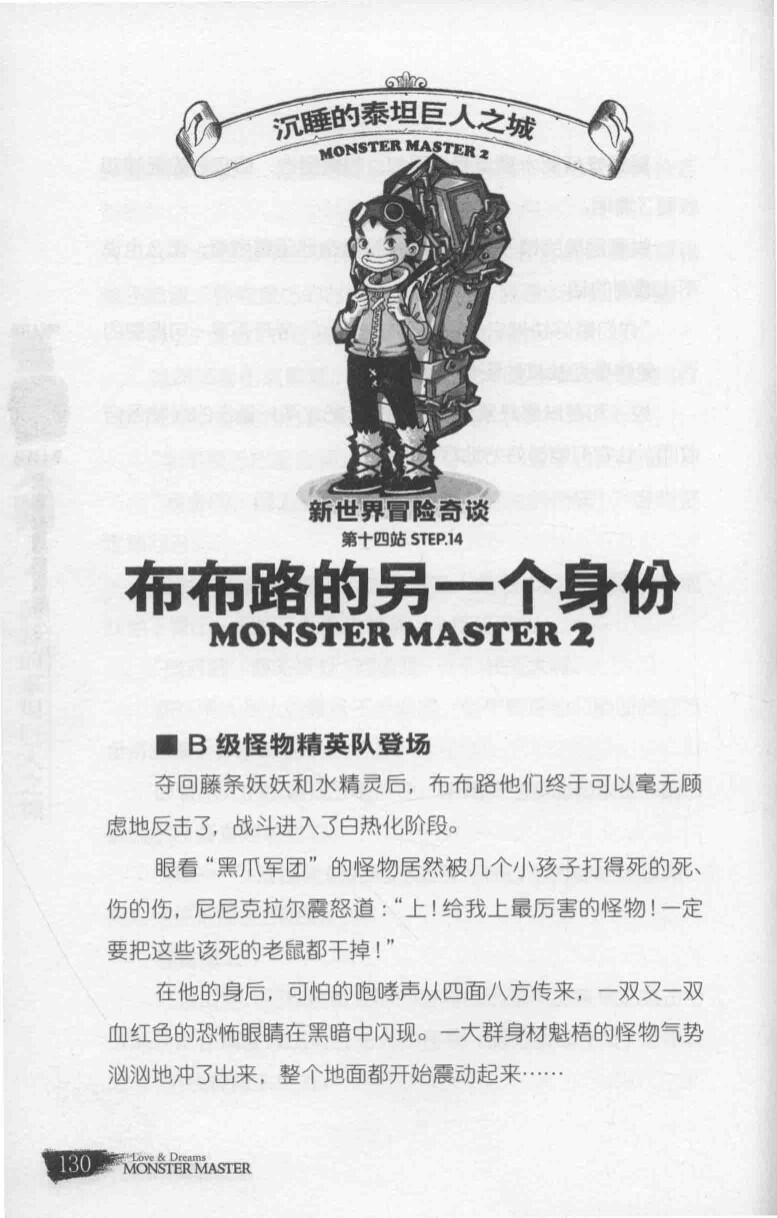 沉睡的泰坦巨人之城
MONSTER MASTER 2
新世界冒险奇谈
第十四站 STEP.14
布布路的另一个身份
MONSTER MASTER 2
■ B 级怪物精英队登场
夺回藤条妖妖和水精灵后，布布路他们终于可以毫无顾
虑地反击了，战斗进入了白热化阶段。
眼看“黑爪军团”的怪物居然被几个小孩子打得死的死、
伤的伤，尼尼克拉尔震怒道：“上！给我上最厉害的怪物！一定
要把这些该死的老鼠都干掉！”
在他的身后，可怕的咆哮声从四面八方传来，一双又一双
血红色的恐怖眼睛在黑暗中闪现。一大群身材魁梧的怪物气势
汹汹地冲了出来，整个地面都开始震动起来……
130
Love & Dreams
MONSTER MASTER